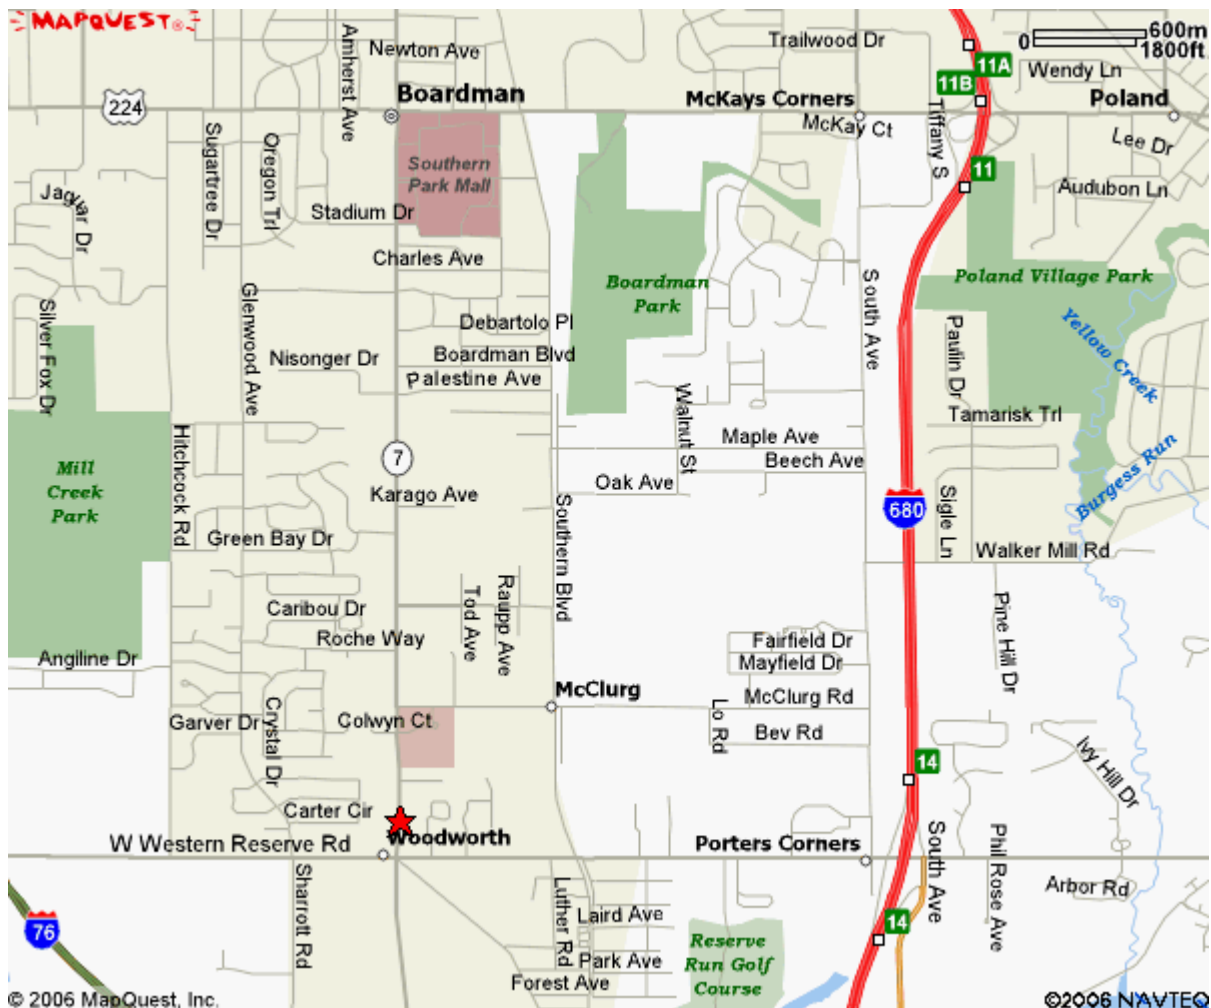 MAPQUEST®
Newton Ave
Amherst Ave
Trailwood Dr
0
600m
1800ft
11A
11B
Wendy Ln
224
Boardman
McKays Corners
Poland
McKay Ct
Tiffany S
Lee Dr
Sugartree Dr
Oregon Trl
Southern
Park Mall
11
Audubon Ln
Jaguar Dr
Stadium Dr
Charles Ave
Boardman
Park
South Ave
Poland Village Park
Silver Fox Dr
Glenwood Ave
Debartolo Pl
Boardman Blvd
Nisonger Dr
Palestine Ave
Paulin Dr
Yellow Creek
Walnut St
Tamarisk Trl
Hitchcock Rd
Maple Ave
Beech Ave
Mill
Creek
Park
7
Karago Ave
Oak Ave
Burgess Run
Southern Blvd
680
Sigle Ln
Green Bay Dr
Walker Mill Rd
Caribou Dr
Tod Ave
Raupp Ave
Pine Hill Dr
Roche Way
Fairfield Dr
Mayfield Dr
Angiline Dr
McClurg
McClurg Rd
Lo Rd
Garver Dr
Crystal Dr
Colwyn Ct
Bev Rd
Ivy Hill Dr
14
Carter Cir
W Western Reserve Rd
Woodworth
Porters Corners
South Ave
Phil Rose Ave
Sharrott Rd
Luther Rd
Arbor Rd
76
Laird Ave
14
Reserve
Run Golf
Course
Park Ave
Forest Ave
© 2006 MapQuest, Inc.
©2006 NAVTEQ